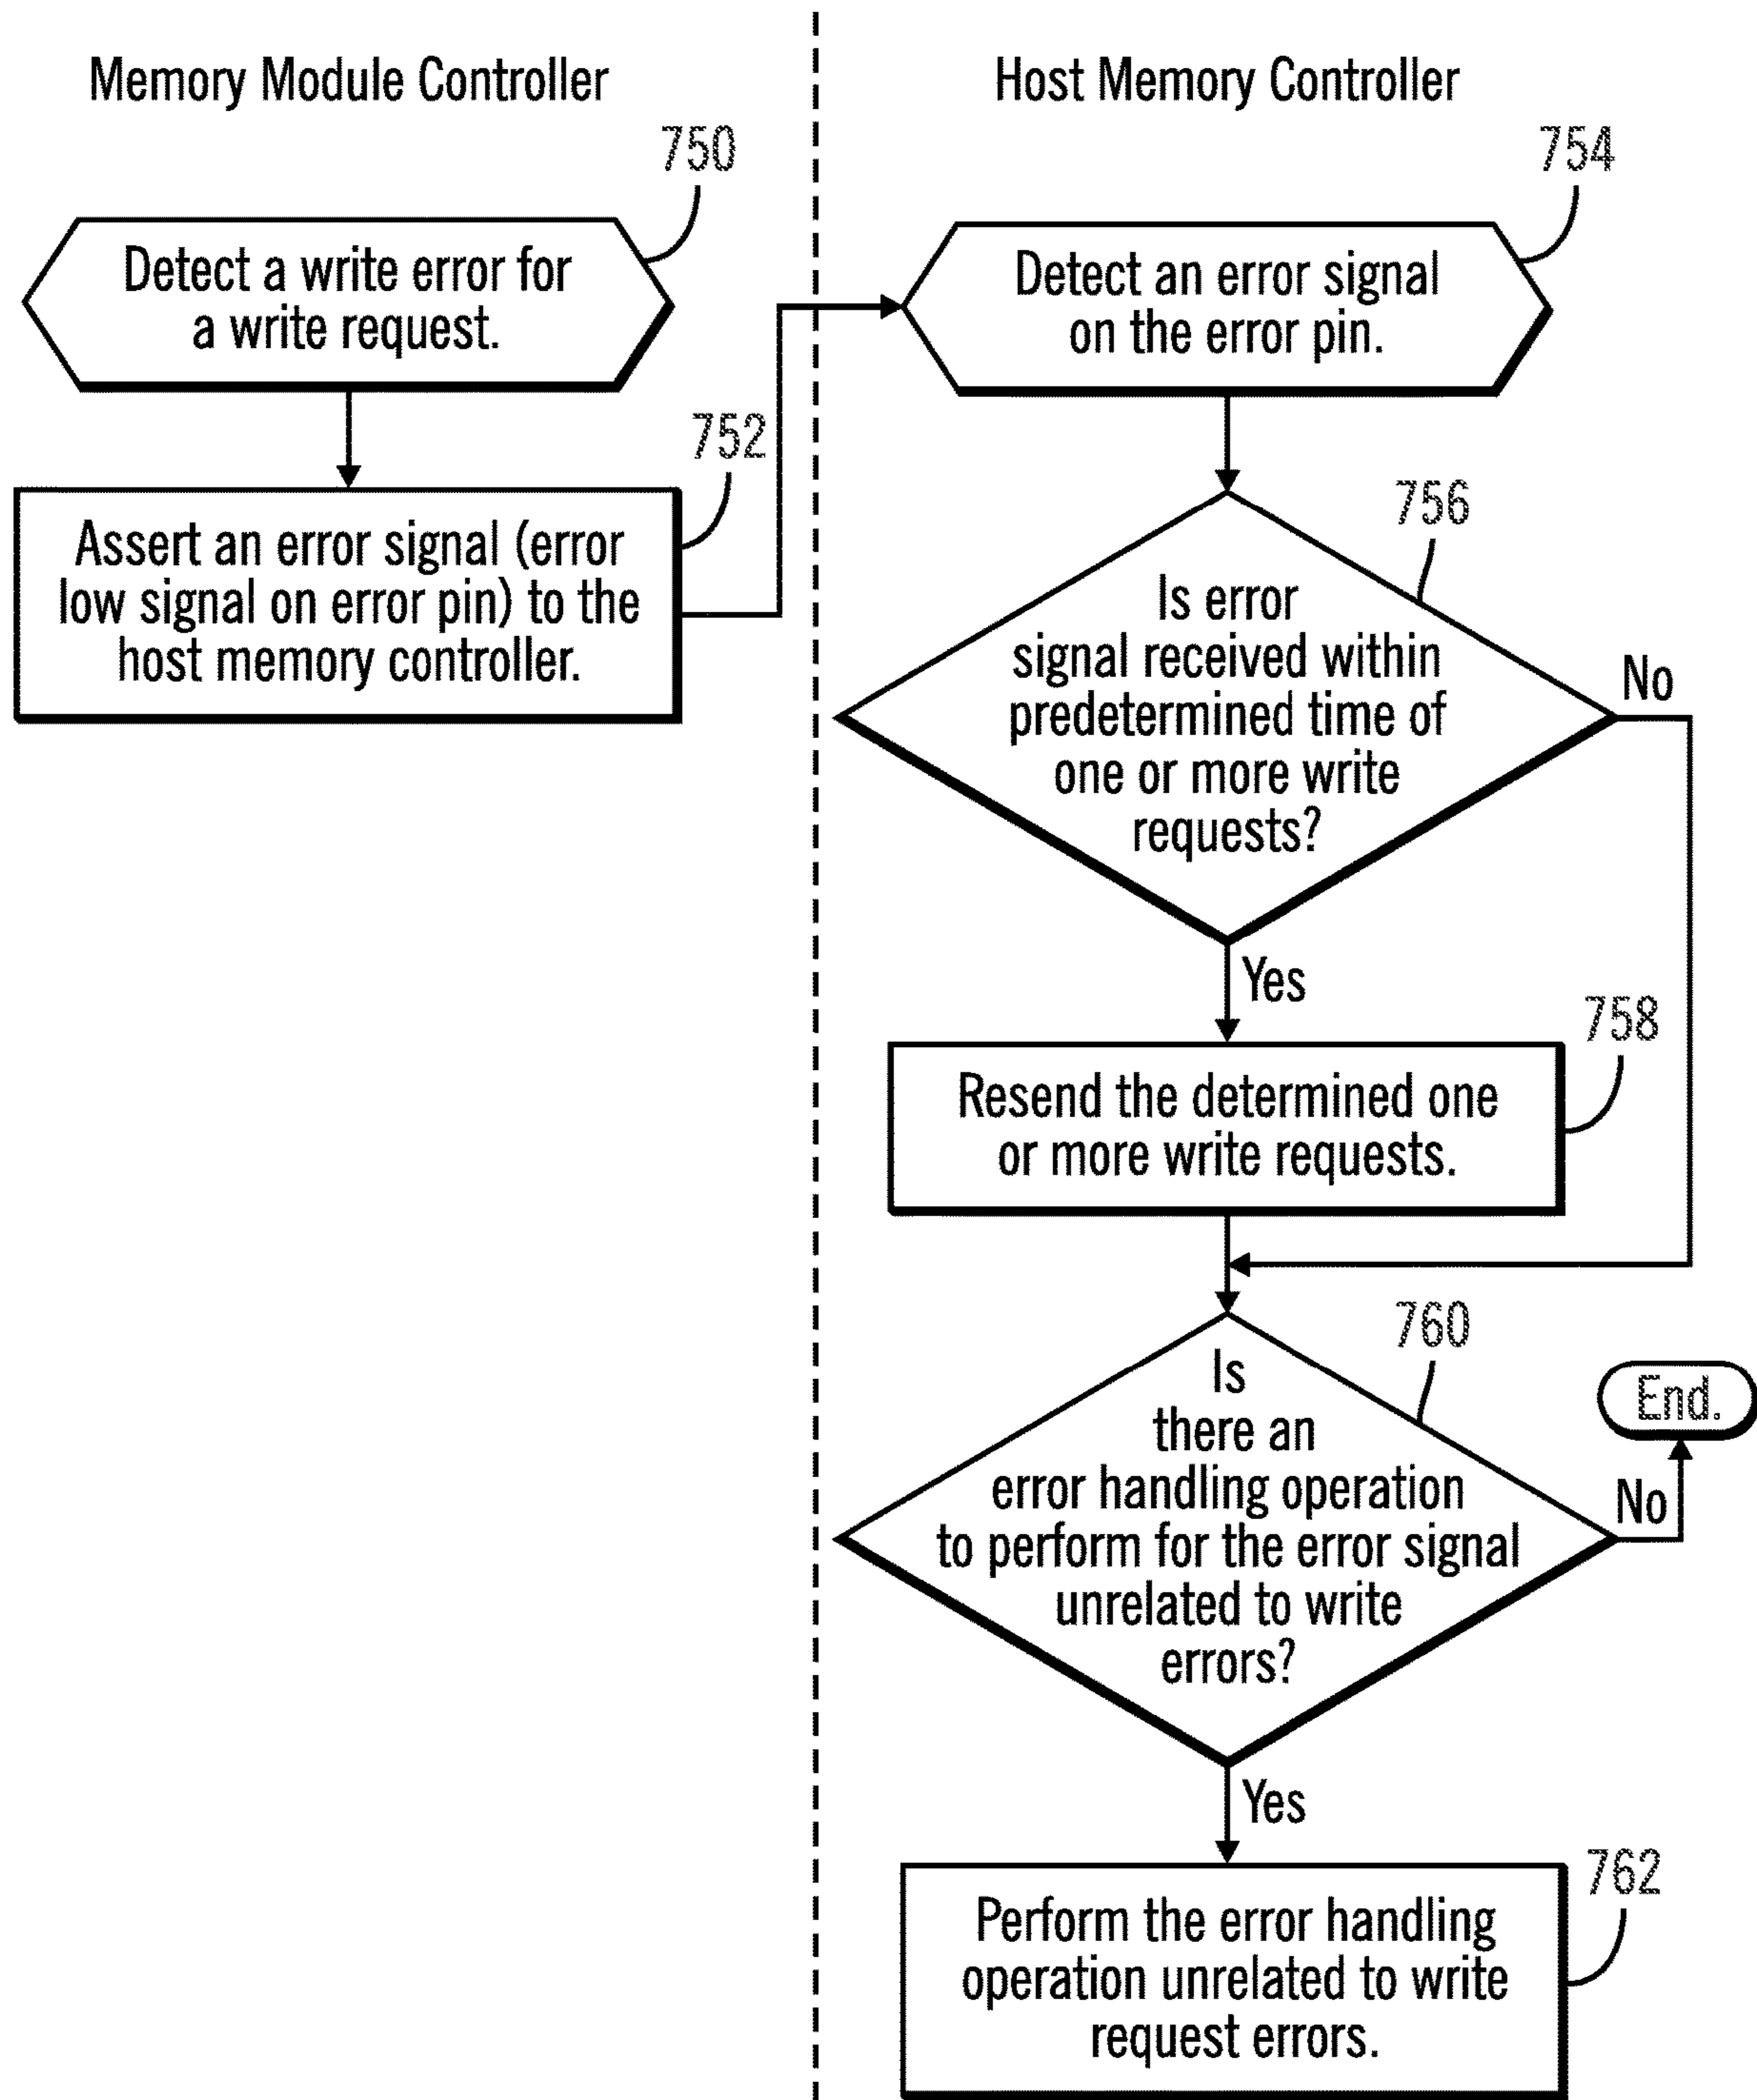 Memory Module Controller
Host Memory Controller
750
754
Detect a write error for
a write request.
Detect an error signal
on the error pin.
752
Assert an error signal (error
low signal on error pin) to the
host memory controller.
756
Is error
signal received within
predetermined time of
one or more write
requests?
No
Yes
758
Resend the determined one
or more write requests.
760
Is
there an
error handling operation
to perform for the error signal
unrelated to write
errors?
End.
No
Yes
762
Perform the error handling
operation unrelated to write
request errors.